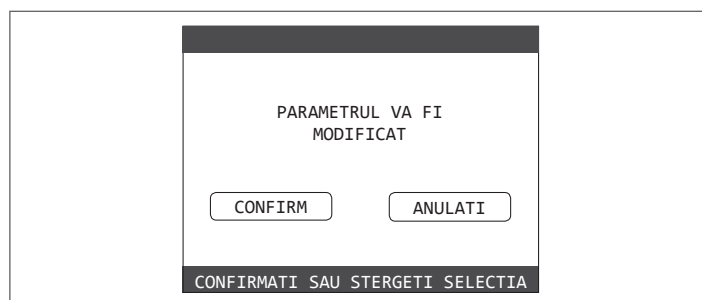 PARAMETRUL VA FI
MODIFICAT
CONFIRM ANULATI
CONFIRMATI SAU STERGETI SELECTIA